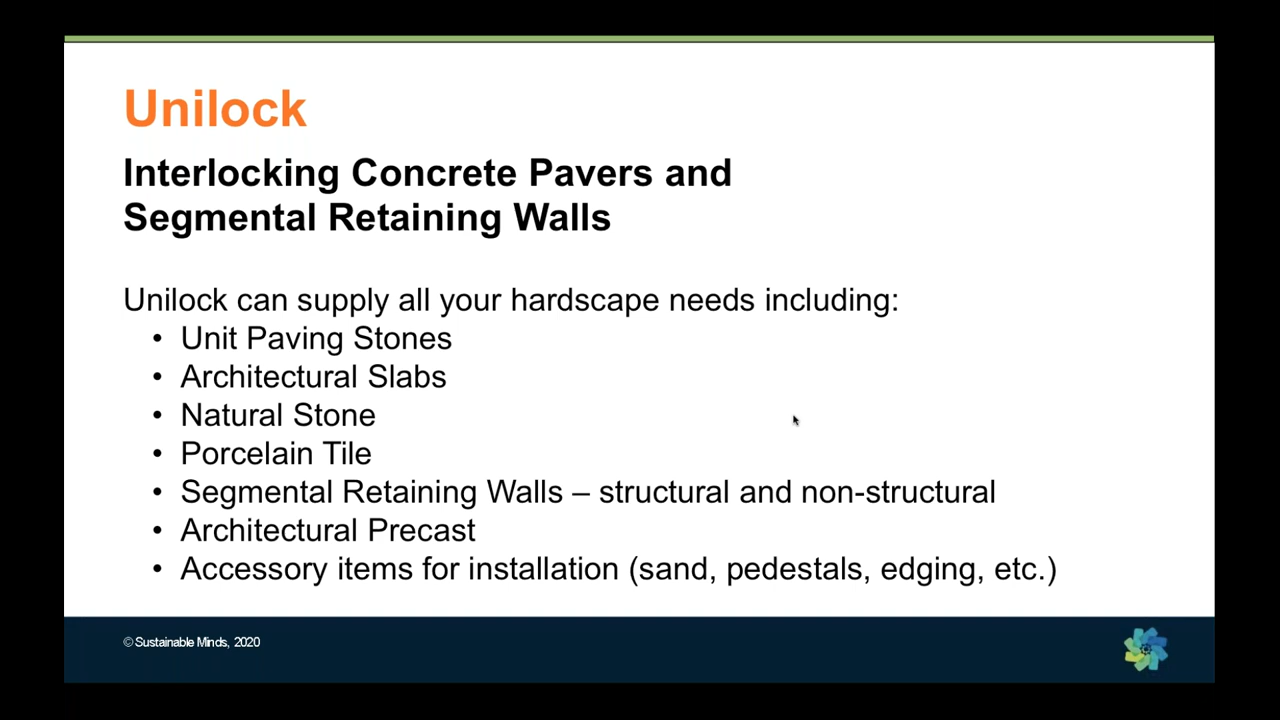 Unilock
Interlocking Concrete Pavers and
Segmental Retaining Walls
Unilock can supply all your hardscape needs including:
• Unit Paving Stones
• Architectural Slabs
• Natural Stone
• Porcelain Tile
• Segmental Retaining Walls – structural and non-structural
• Architectural Precast
• Accessory items for installation (sand, pedestals, edging, etc.)
© Sustainable Minds, 2020